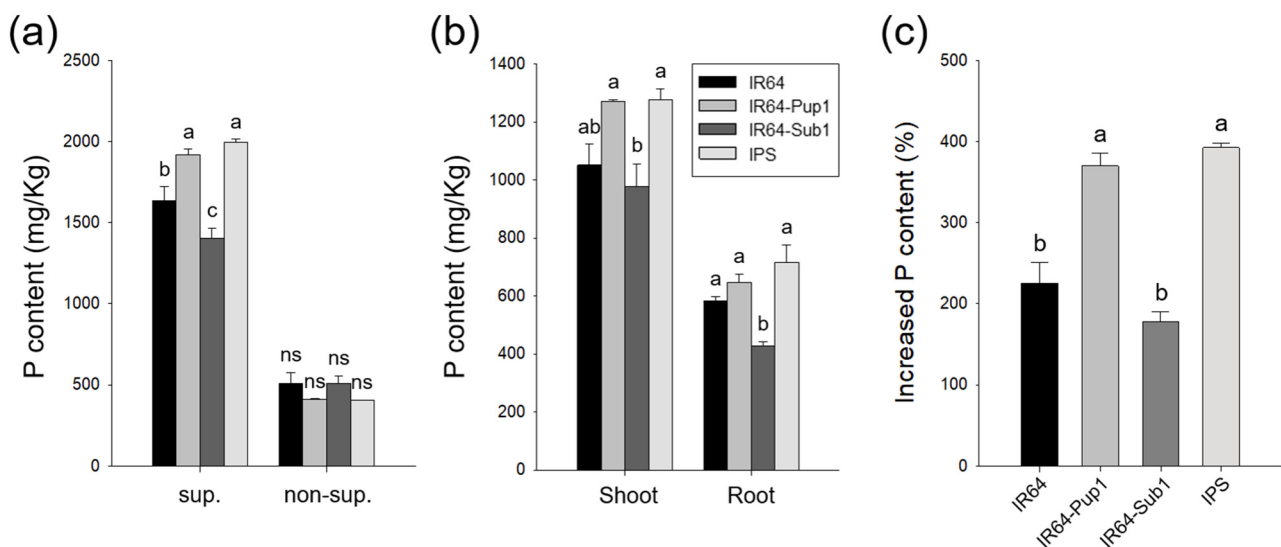 (a)
P content (mg/Kg)
2500
2000
1500
1000
500
0
b
a
c
a
ns
ns
ns
ns
sup.
non-sup.
(b)
P content (mg/Kg)
1400
1200
1000
800
600
400
200
0
ab
a
b
a
a
a
b
a
IR64
IR64-Pup1
IR64-Sub1
IPS
Shoot
Root
(c)
Increased P content (%)
500
400
300
200
100
0
b
a
b
a
IR64
IR64-Pup1
IR64-Sub1
IPS